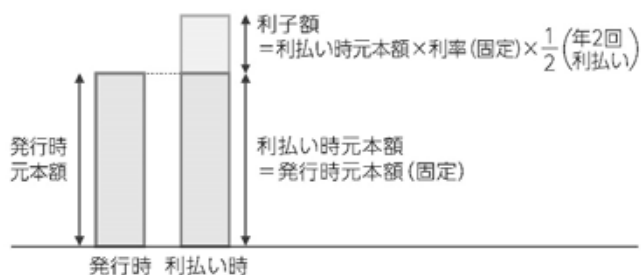 利子額
＝利払い時元本額×利率(固定)×1/2(年2回利払い)
発行時
元本額
利払い時元本額
＝発行時元本額(固定)
発行時 利払い時